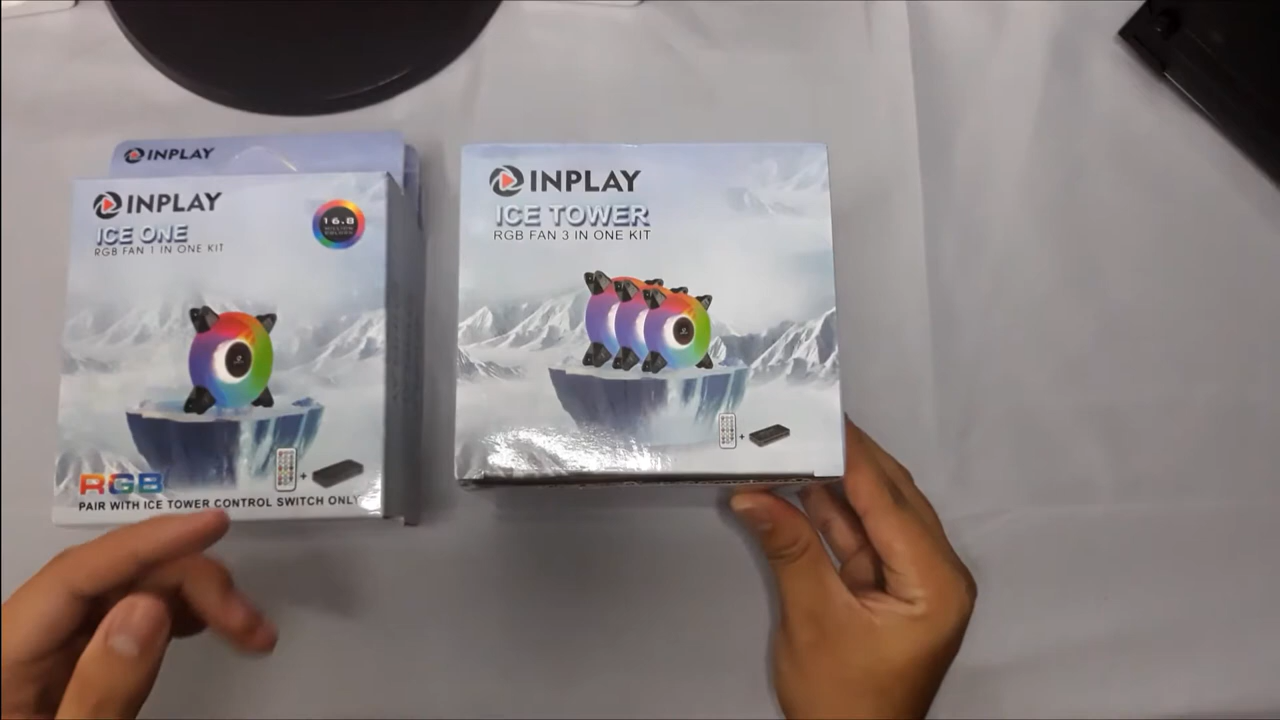 INPLAY
INPLAY
ICE ONE
RGB FAN 1 IN ONE KIT
16.8
RGB
PAIR WITH ICE TOWER CONTROL SWITCH ONLY
INPLAY
ICE TOWER
RGB FAN 3 IN ONE KIT